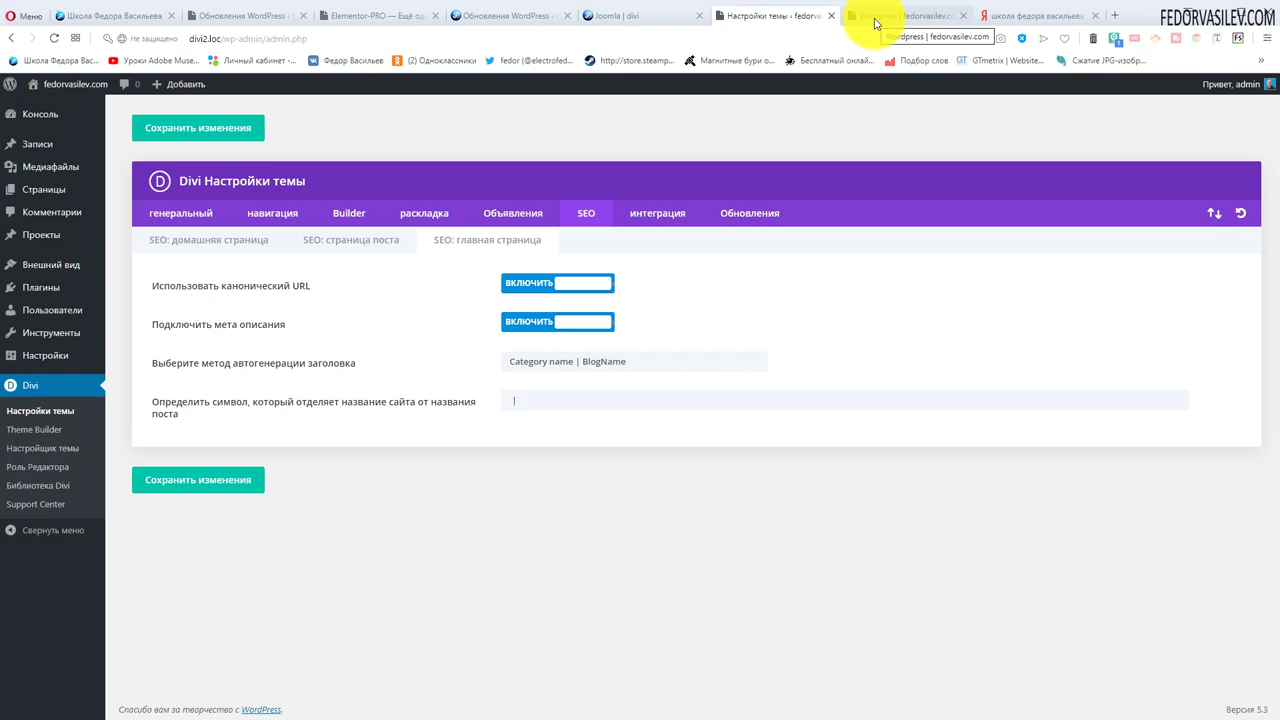 Меню
Школа Федора Васильева
Обновления WordPress ‹
Elementor-PRO — Ещё од
Обновления WordPress ‹ с
Joomla | divi
Настройки темы ‹ fedorva
Wordpress | fedorvasilev.co
школа федора васильева
FEDORVASILEV.COM
Не защищено
divi2.loc/wp-admin/admin.php
Wordpress | fedorvasilev.com
Школа Федора Вас...
Уроки Adobe Muse...
Личный кабинет -...
Федор Васильев
(2) Одноклассники
fedor (@electrofed...
http://store.steamp...
Магнитные бури о...
Бесплатный онлай...
Подбор слов
GTmetrix | Website...
Сжатие JPG-изобр...
fedorvasilev.com
0
Добавить
Привет, admin
Консоль
Записи
Медиафайлы
Страницы
Комментарии
Проекты
Внешний вид
Плагины
Пользователи
Инструменты
Настройки
Divi
Настройки темы
Theme Builder
Настройщик темы
Роль Редактора
Библиотека Divi
Support Center
Свернуть меню
Сохранить изменения
D Divi Настройки темы
генеральный
навигация
Builder
раскладка
Объявления
SEO
интеграция
Обновления
SEO: домашняя страница
SEO: страница поста
SEO: главная страница
Использовать канонический URL
ВКЛЮЧИТЬ
Подключить мета описания
ВКЛЮЧИТЬ
Выберите метод автогенерации заголовка
Category name | BlogName
Определить символ, который отделяет название сайта от названия
поста
|
Сохранить изменения
Спасибо вам за творчество с WordPress.
Версия 5.3